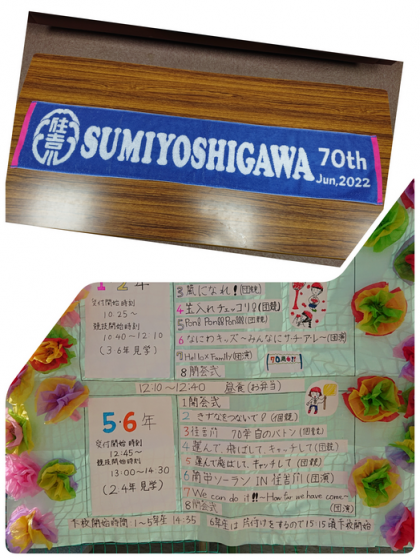 住吉川
SUMIYOSHIGAWA 70th
Jun,2022
1・2年
受付開始時刻
10:25〜
競技開始時刻
10:40〜12:10
(3・6年見学)
3 風になれ!(団競)
4 玉入れチェッコリ玉(団競)
5 Pon! Pon! Pon!(団競)
6 なにわキッズ〜みんなにサチアレ〜(団演)
7 Hello×Family(団演)
8 閉会式
12:10〜12:40 昼食(お弁当)
5・6年
受付開始時刻
12:45〜
競技開始時刻
13:00〜14:30
(2・4年見学)
1 開会式
2 きずなをつないで(団競)
3 住吉川 70年目のバトン(団競)
4 運んで飛ばして、キャッチして(団競)
5 運んで飛ばして、キャッチして(団競)
6 南中ソーラン IN 住吉川(団演)
7 We can do it!!〜How far we have come〜
(団演)
8 閉会式
下校開始時間 1〜5年生 14:55 6年生は片付けをするので15:15頃下校開始